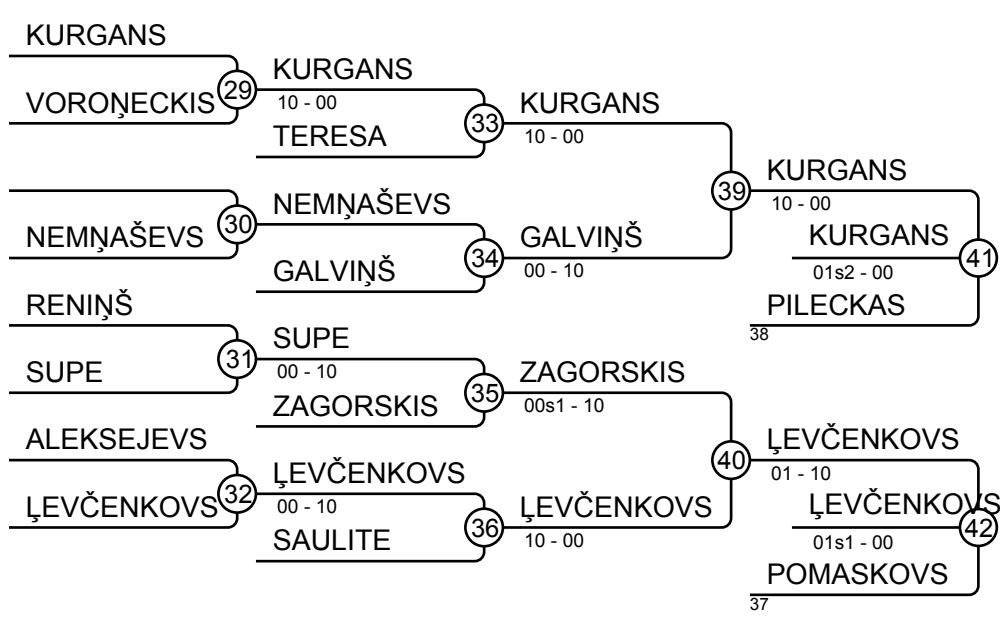 KURGANS
29
VOROŅECKIS
KURGANS
10 - 00
33
TERESA
KURGANS
10 - 00
39
30
NEMŅAŠEVS
NEMŅAŠEVS
34
GALVIŅŠ
GALVIŅŠ
00 - 10
KURGANS
10 - 00
KURGANS
41
01s2 - 00
PILECKAS
38
RENIŅŠ
31
SUPE
SUPE
00 - 10
35
ZAGORSKIS
ZAGORSKIS
00s1 - 10
40
ALEKSEJEVS
32
ĻEVČENKOVS
ĻEVČENKOVS
00 - 10
36
SAULITE
ĻEVČENKOVS
10 - 00
ĻEVČENKOVS
01 - 10
ĻEVČENKOVS
42
01s1 - 00
POMASKOVS
37